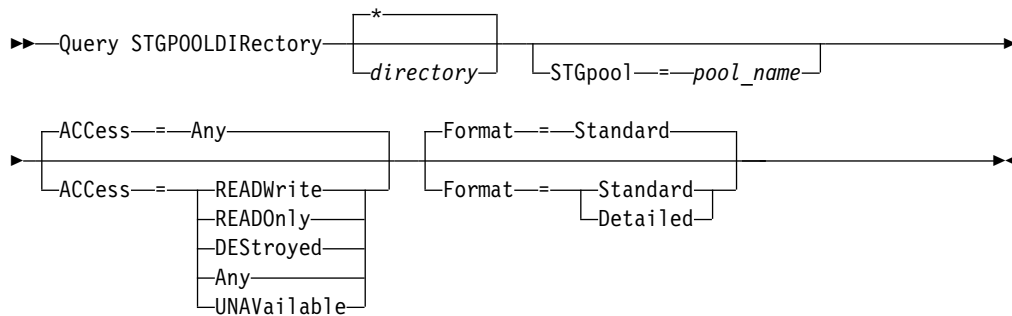 *
Query STGPOOLDIRectory
directory
STGpool = pool_name
ACCess = Any
Format = Standard
ACCess = READWrite
Format = Standard
READOnly
Detailed
DEStroyed
Any
UNAVailable